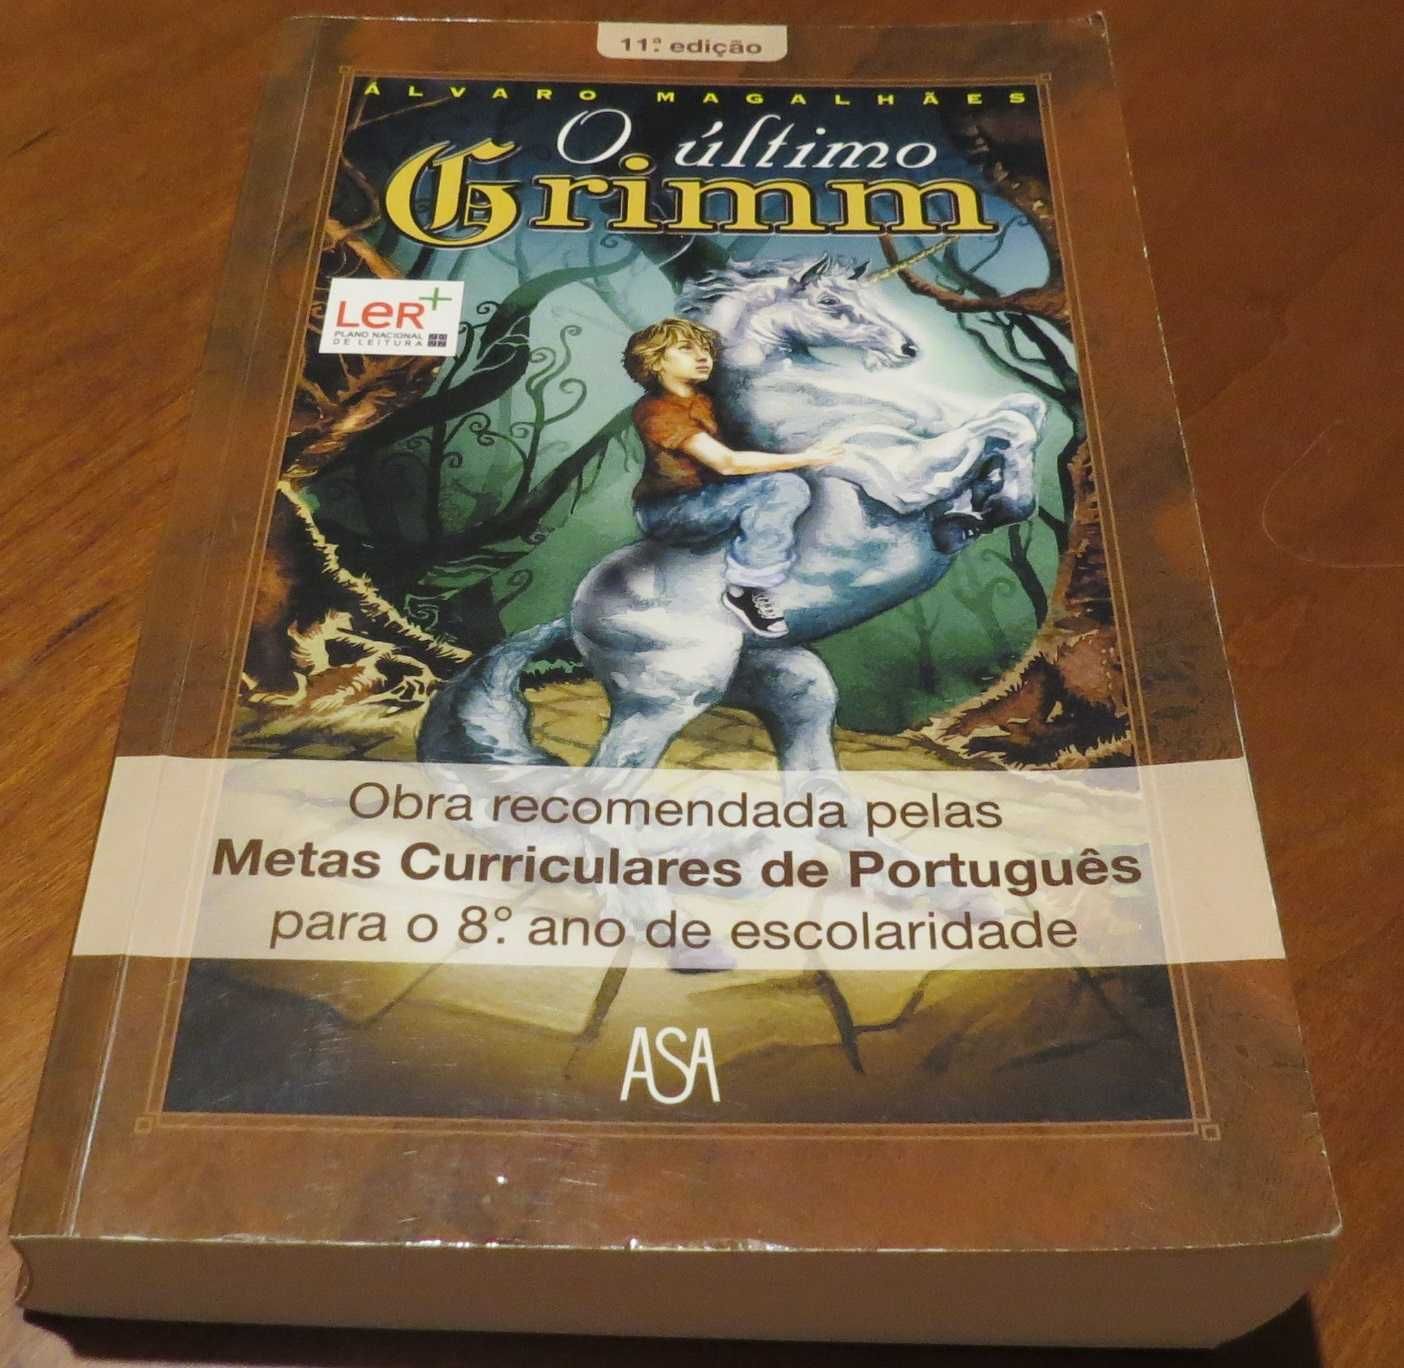 11.ª edição
ÁLVARO MAGALHÃES
O último
Grimm
LeR+
PLANO NACIONAL
DE LEITURA
Obra recomendada pelas
Metas Curriculares de Português
para o 8.º ano de escolaridade
ASA